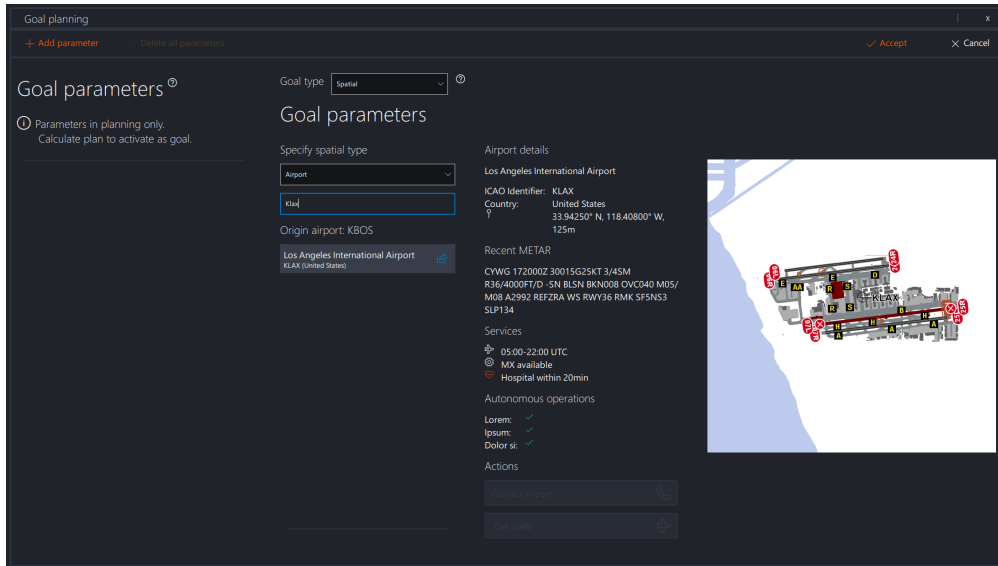 Goal planning
x
+ Add parameter
Delete all parameters
Accept
Cancel
Goal parameters
Parameters in planning only.
Calculate plan to activate as goal.
Goal type
Spatial
Goal parameters
Specify spatial type
Airport
Klax
Origin airport: KBOS
Los Angeles International Airport
KLAX (United States)
Airport details
Los Angeles International Airport
ICAO Identifier: KLAX
Country: United States
33.94250° N, 118.40800° W,
125m
Recent METAR
CYWG 172000Z 30015G25KT 3/4SM
R36/4000FT/D -SN BLSN BKN008 OVC040 M05/
M08 A2992 REFZRA WS RWY36 RMK SF5NS3
SLP134
Services
05:00-22:00 UTC
MX available
Hospital within 20min
Autonomous operations
Lorem:
Ipsum:
Dolor si:
Actions
Contact airport
Get traffic
E
D
E
AA
R
S
KLAX
R
S
B
H
H
H
A
A
A
07L
25R